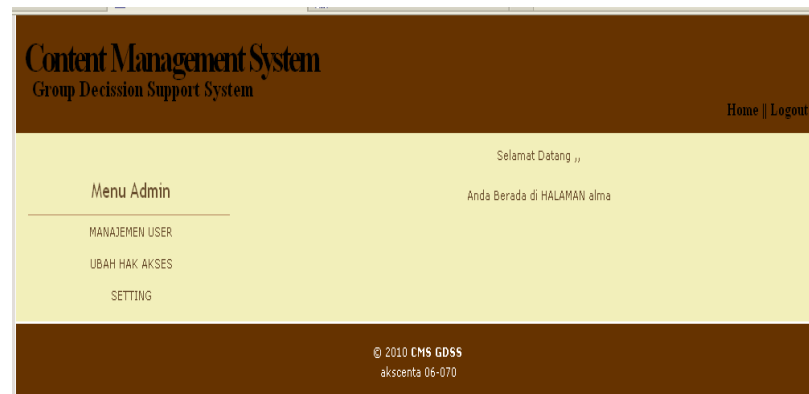 Content Management System
Group Decission Support System
Home || Logout
Selamat Datang ,,
Anda Berada di HALAMAN alma
Menu Admin
MANAJEMEN USER
UBAH HAK AKSES
SETTING
© 2010 CMS GDSS
akscenta 06-070